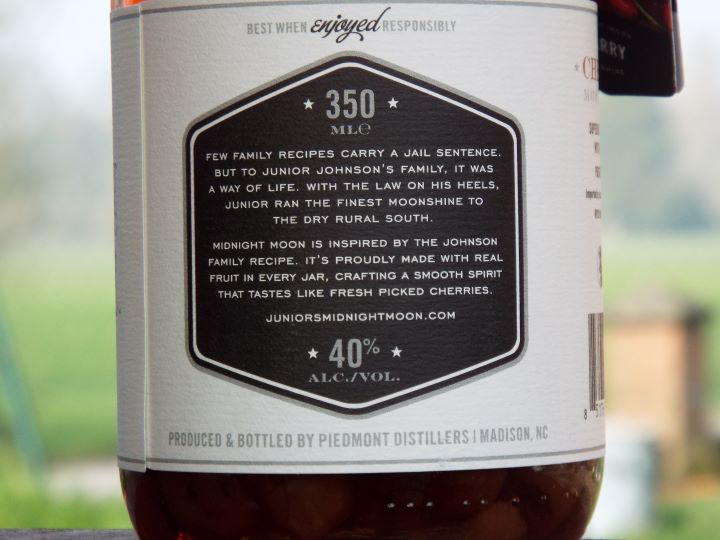 BEST WHEN enjoyed RESPONSIBLY
350
ML℮
FEW FAMILY RECIPES CARRY A JAIL SENTENCE.
BUT TO JUNIOR JOHNSON'S FAMILY, IT WAS
A WAY OF LIFE. WITH THE LAW ON HIS HEELS,
JUNIOR RAN THE FINEST MOONSHINE TO
THE DRY RURAL SOUTH.
MIDNIGHT MOON IS INSPIRED BY THE JOHNSON
FAMILY RECIPE. IT'S PROUDLY MADE WITH REAL
FRUIT IN EVERY JAR, CRAFTING A SMOOTH SPIRIT
THAT TASTES LIKE FRESH PICKED CHERRIES.
JUNIORSMIDNIGHTMOON.COM
40%
ALC./VOL.
PRODUCED & BOTTLED BY PIEDMONT DISTILLERS | MADISON, NC